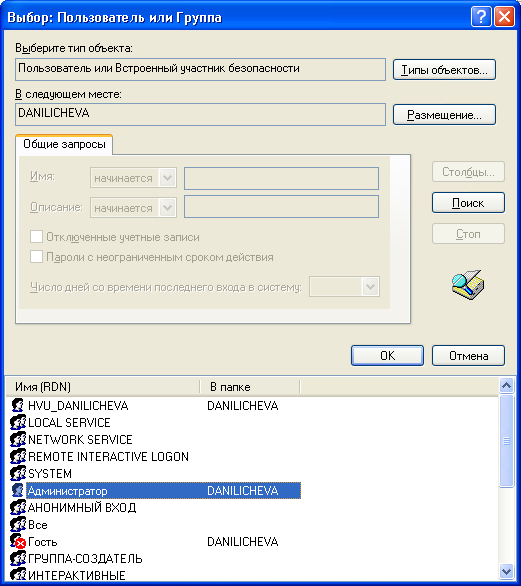 Выбор: Пользователь или Группа
Выберите тип объекта:
Пользователь или Встроенный участник безопасности
Типы объектов...
В следующем месте:
DANILICHEVA
Размещение...
Общие запросы
Имя: начинается
Столбцы...
Описание: начинается
Поиск
Отключенные учетные записи
Стоп
Пароли с неограниченным сроком действия
Число дней со времени последнего входа в систему:
OK Отмена
Имя (RDN) В папке
HVU_DANILICHEVA DANILICHEVA
LOCAL SERVICE
NETWORK SERVICE
REMOTE INTERACTIVE LOGON
SYSTEM
Администратор DANILICHEVA
АНОНИМНЫЙ ВХОД
Все
Гость DANILICHEVA
ГРУППА-СОЗДАТЕЛЬ
ИНТЕРАКТИВНЫЕ